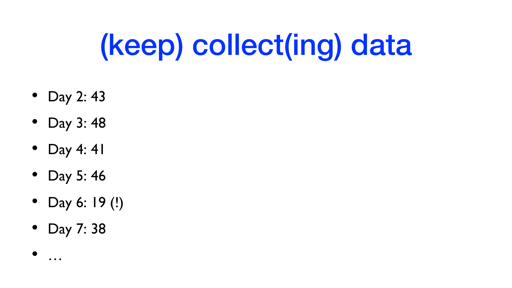 (keep) collect(ing) data
• Day 2: 43
• Day 3: 48
• Day 4: 41
• Day 5: 46
• Day 6: 19 (!)
• Day 7: 38
• …